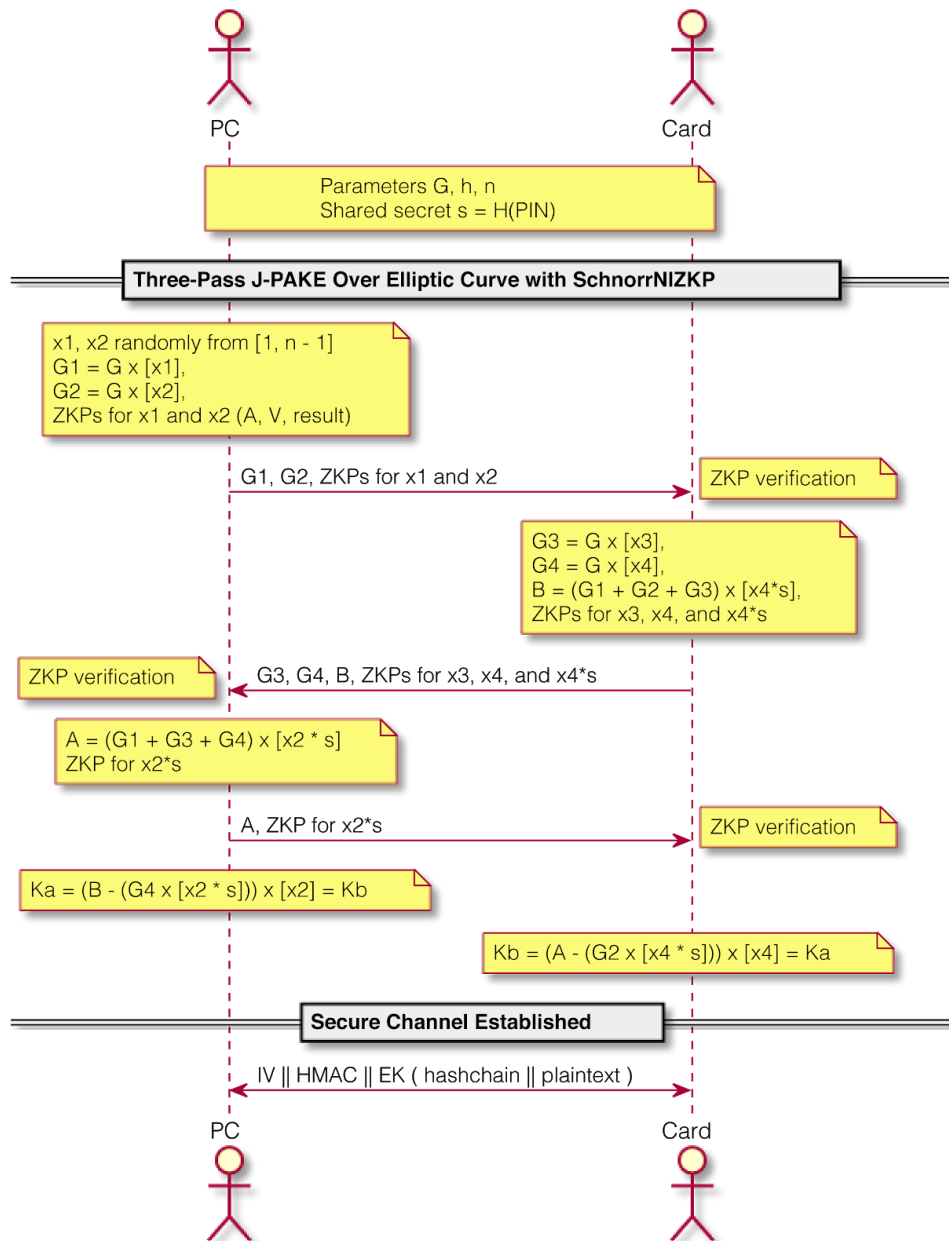 PC
Card
Parameters G, h, n
Shared secret s = H(PIN)
Three-Pass J-PAKE Over Elliptic Curve with SchnorrNIZKP
x1, x2 randomly from [1, n - 1]
G1 = G x [x1],
G2 = G x [x2],
ZKPs for x1 and x2 (A, V, result)
G1, G2, ZKPs for x1 and x2
ZKP verification
G3 = G x [x3],
G4 = G x [x4],
B = (G1 + G2 + G3) x [x4*s],
ZKPs for x3, x4, and x4*s
G3, G4, B, ZKPs for x3, x4, and x4*s
ZKP verification
A = (G1 + G3 + G4) x [x2 * s]
ZKP for x2*s
A, ZKP for x2*s
ZKP verification
Ka = (B - (G4 x [x2 * s])) x [x2] = Kb
Kb = (A - (G2 x [x4 * s])) x [x4] = Ka
Secure Channel Established
IV || HMAC || EK ( hashchain || plaintext )
PC
Card